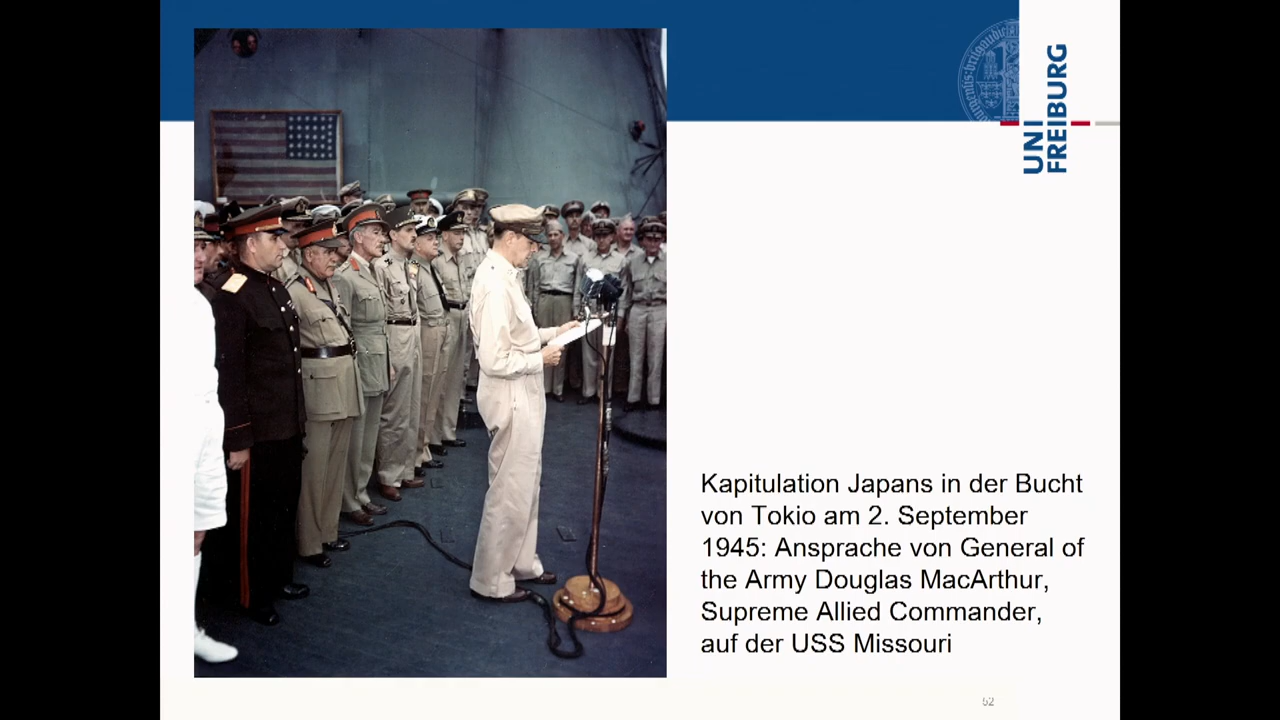 UNI
FREIBURG
Kapitulation Japans in der Bucht
von Tokio am 2. September
1945: Ansprache von General of
the Army Douglas MacArthur,
Supreme Allied Commander,
auf der USS Missouri
52